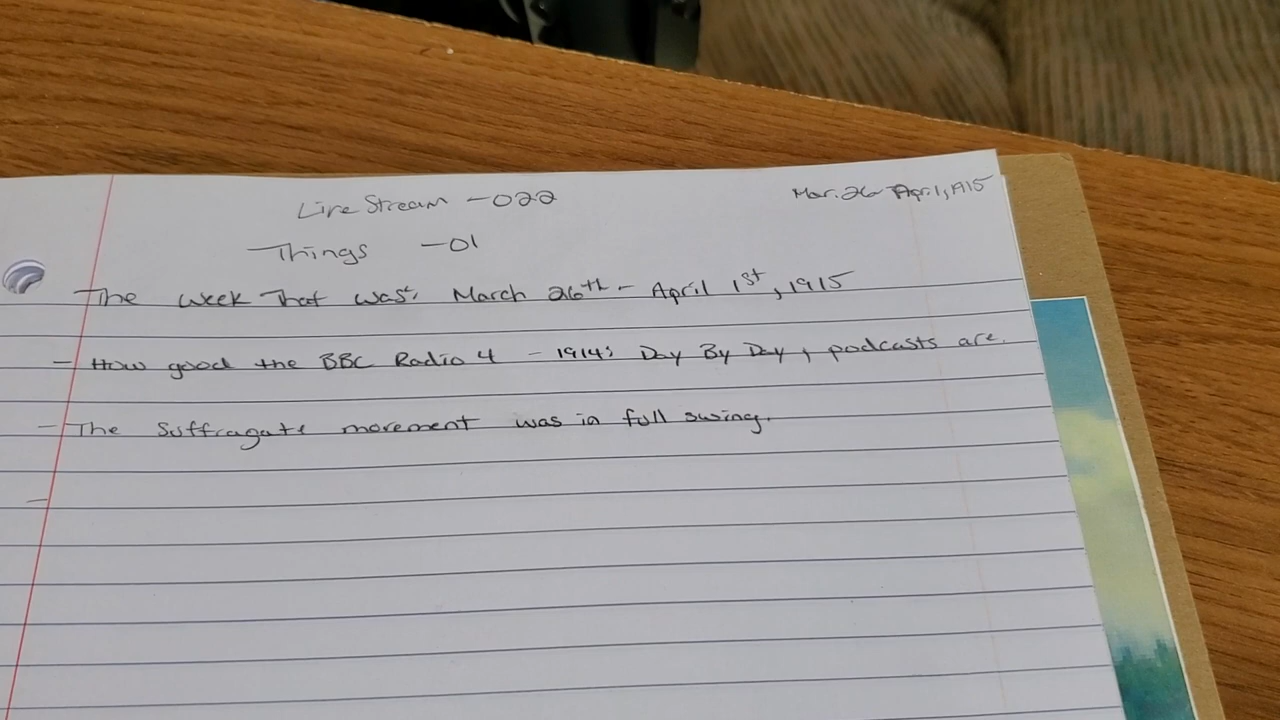 Live Stream - 022
Mar. 26 - April 1, 1915
Things - 01
The Week That Was: March 26th - April 1st, 1915
- How good the BBC Radio 4 - 1914: Day By Day, podcasts are.
- The Suffragate movement was in full swing.
-